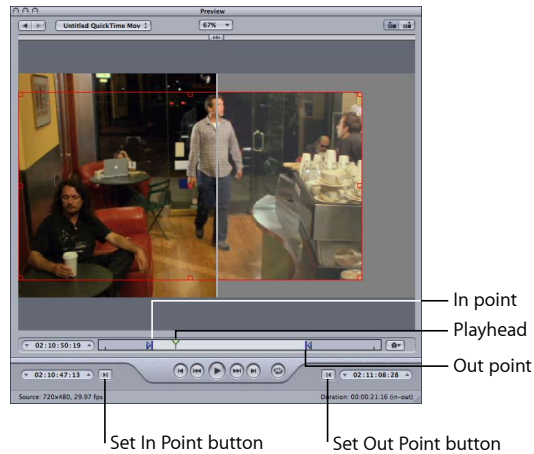 Preview
Untitled QuickTime Mov
67%
In point
02:10:50:19
Playhead
Out point
02:10:47:13
02:11:08:28
Source: 720x480, 29.97 fps
Duration: 00:00:21:16 (in-out)
Set In Point button
Set Out Point button